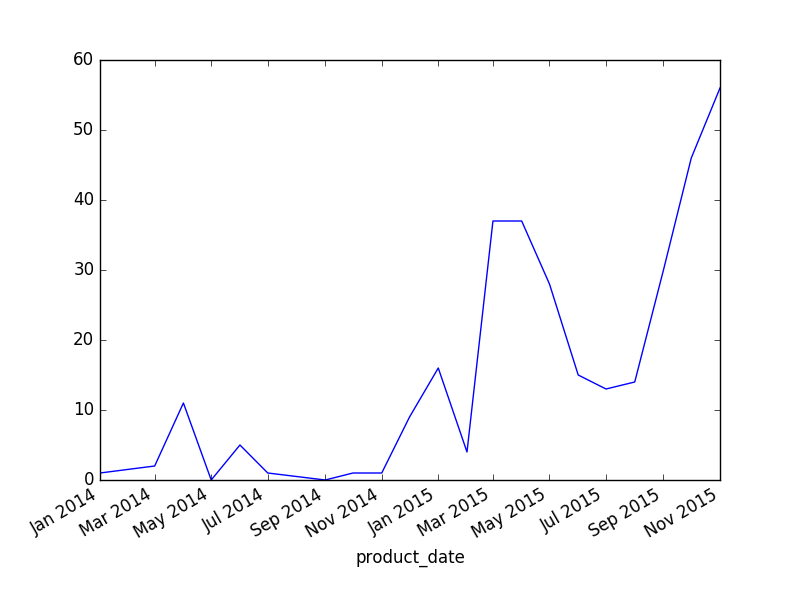 60
50
40
30
20
10
0
Jan 2014
Mar 2014
May 2014
Jul 2014
Sep 2014
Nov 2014
Jan 2015
Mar 2015
May 2015
Jul 2015
Sep 2015
Nov 2015
product_date